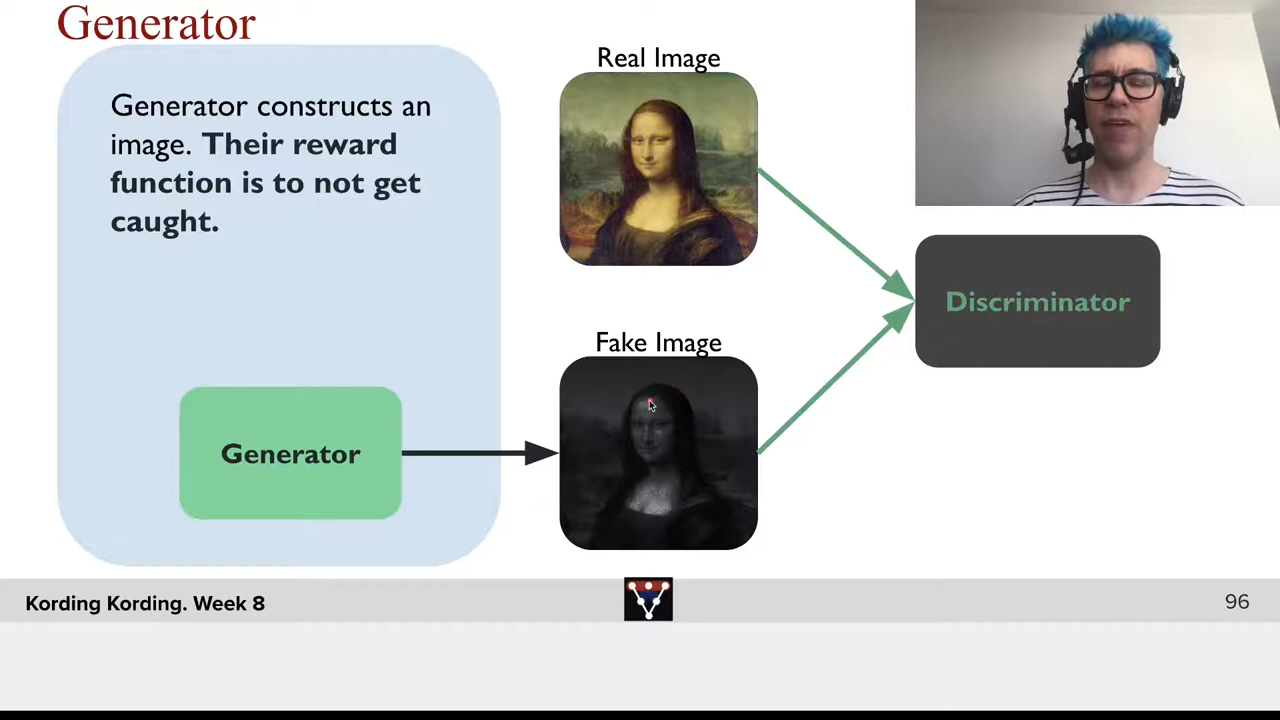 Generator
Generator constructs an
image. Their reward
function is to not get
caught.
Generator
Real Image
Fake Image
Discriminator
Kording Kording. Week 8
96